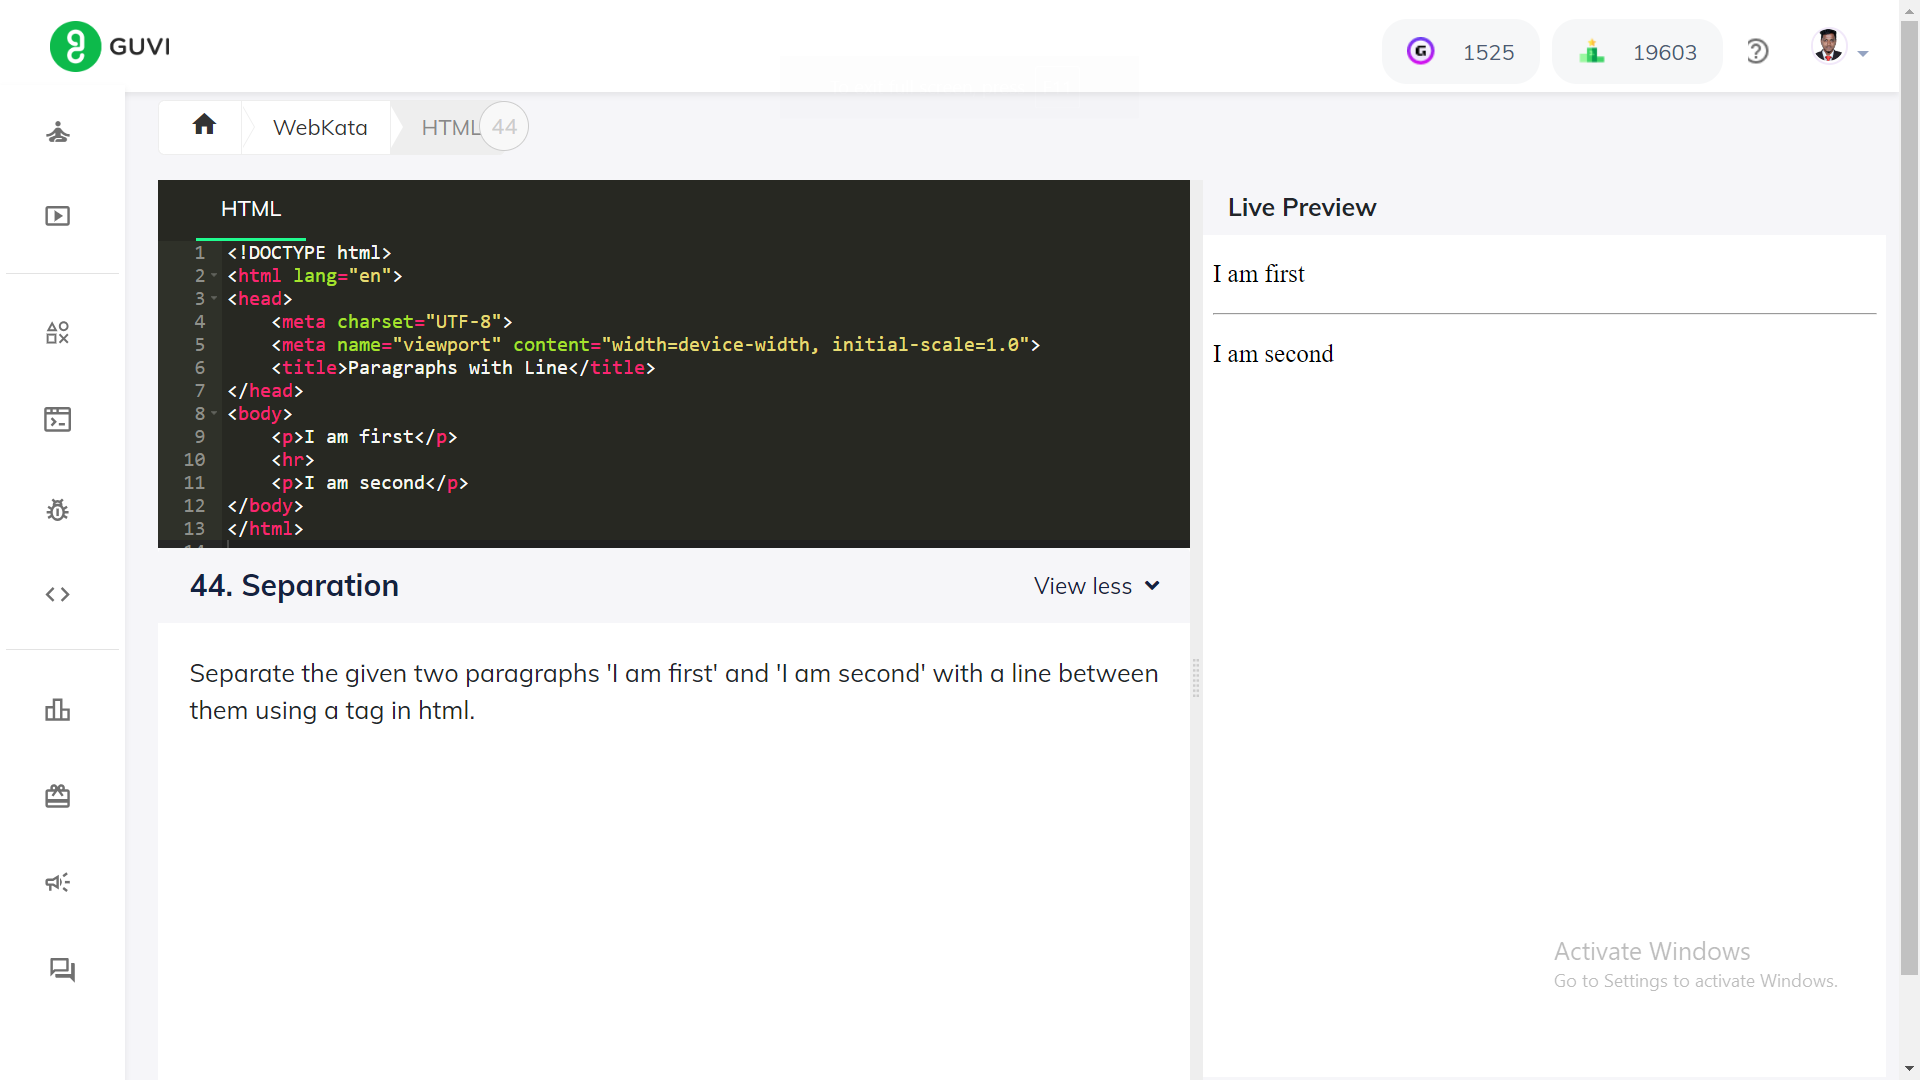 GUVI
1525
19603
WebKata
HTML
44
HTML
1 <!DOCTYPE html>
2 <html lang="en">
3 <head>
4     <meta charset="UTF-8">
5     <meta name="viewport" content="width=device-width, initial-scale=1.0">
6     <title>Paragraphs with Line</title>
7 </head>
8 <body>
9     <p>I am first</p>
10     <hr>
11     <p>I am second</p>
12 </body>
13 </html>
44. Separation
View less
Separate the given two paragraphs 'I am first' and 'I am second' with a line between
them using a tag in html.
Live Preview
I am first
I am second
Activate Windows
Go to Settings to activate Windows.